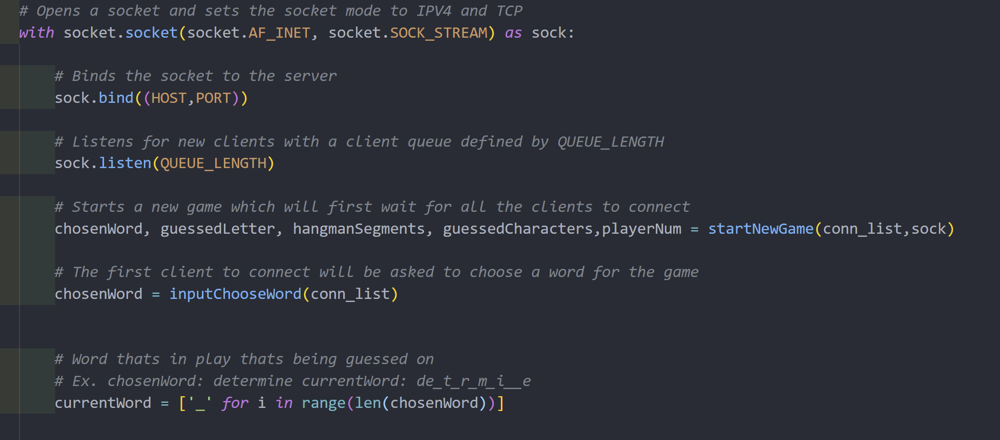 # Opens a socket and sets the socket mode to IPV4 and TCP
with socket.socket(socket.AF_INET, socket.SOCK_STREAM) as sock:
# Binds the socket to the server
sock.bind((HOST,PORT))
# Listens for new clients with a client queue defined by QUEUE_LENGTH
sock.listen(QUEUE_LENGTH)
# Starts a new game which will first wait for all the clients to connect
chosenWord, guessedLetter, hangmanSegments, guessedCharacters,playerNum = startNewGame(conn_list,sock)
# The first client to connect will be asked to choose a word for the game
chosenWord = inputChooseWord(conn_list)
# Word thats in play thats being guessed on
# Ex. chosenWord: determine currentWord: de_t_r_m_i__e
currentWord = ['_' for i in range(len(chosenWord))]